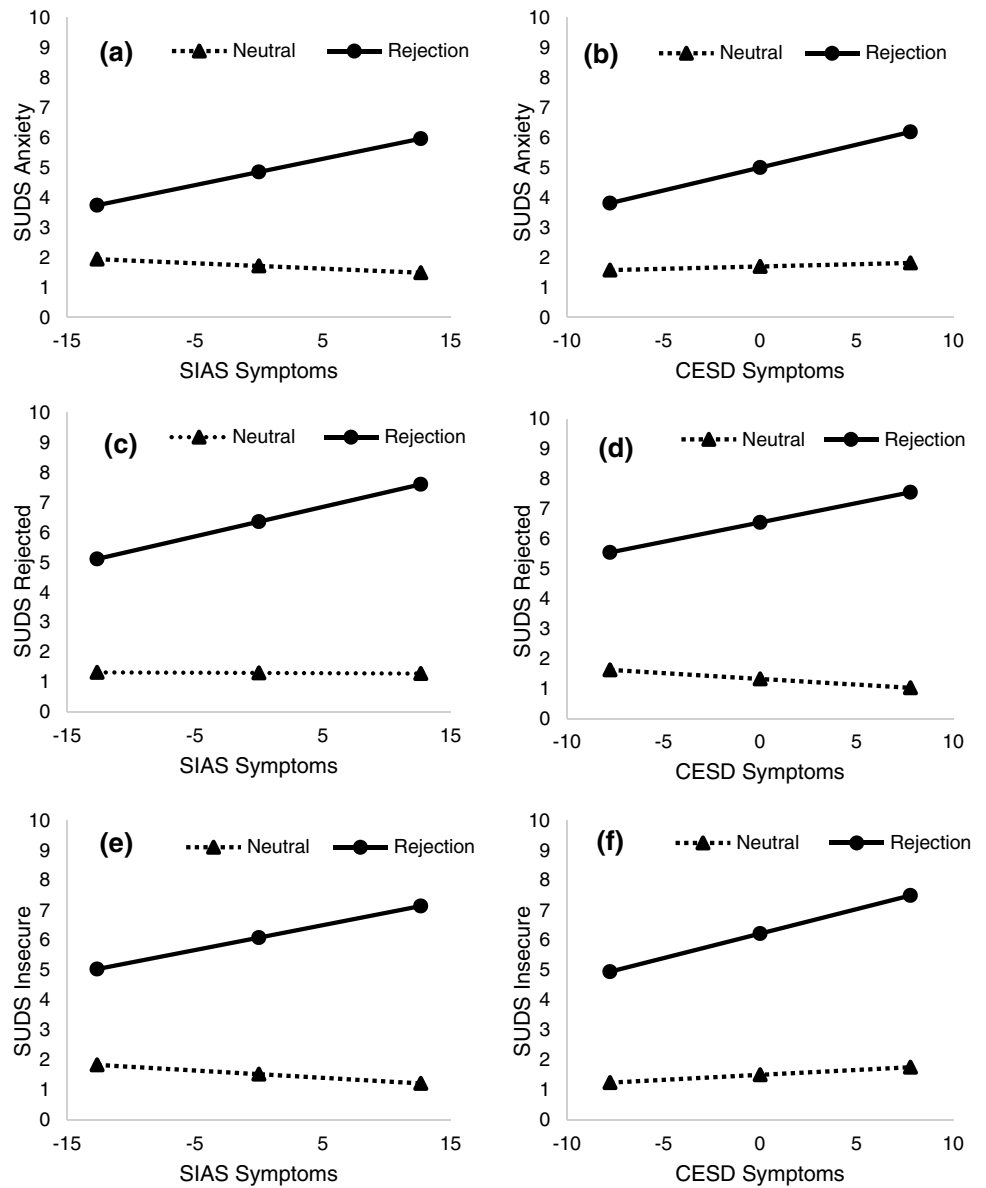 (a) Neutral Rejection
10
9
8
7
6
5
4
3
2
1
0
SUDS Anxiety
-15 -5 5 15
SIAS Symptoms
(b) Neutral Rejection
10
9
8
7
6
5
4
3
2
1
0
SUDS Anxiety
-10 -5 0 5 10
CESD Symptoms
(c) Neutral Rejection
10
9
8
7
6
5
4
3
2
1
0
SUDS Rejected
-15 -5 5 15
SIAS Symptoms
(d) Neutral Rejection
10
9
8
7
6
5
4
3
2
1
0
SUDS Rejected
-10 -5 0 5 10
CESD Symptoms
(e) Neutral Rejection
10
9
8
7
6
5
4
3
2
1
0
SUDS Insecure
-15 -5 5 15
SIAS Symptoms
(f) Neutral Rejection
10
9
8
7
6
5
4
3
2
1
0
SUDS Insecure
-10 -5 0 5 10
CESD Symptoms